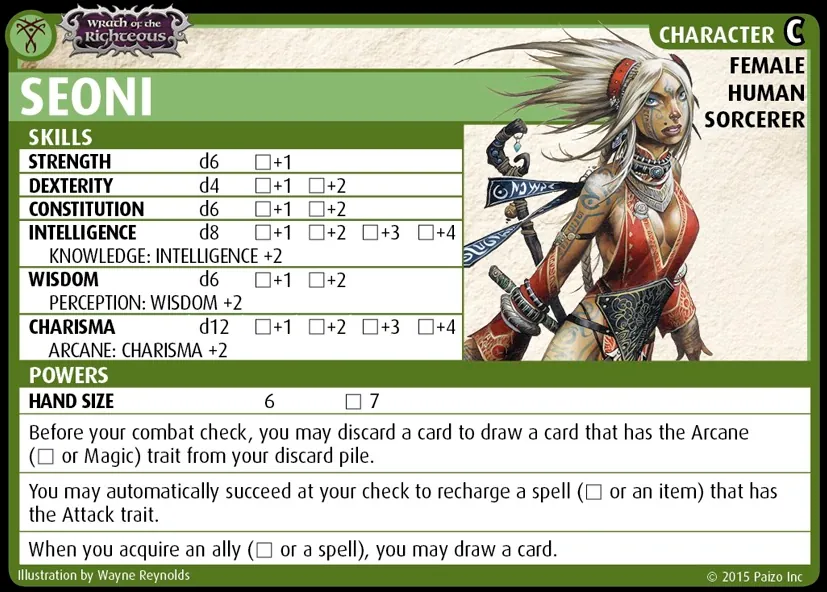 WRATH OF THE
RIGHTEOUS
CHARACTER C
FEMALE
HUMAN
SORCERER
SEONI
SKILLS
STRENGTH d6 □+1
DEXTERITY d4 □+1 □+2
CONSTITUTION d6 □+1 □+2
INTELLIGENCE d8 □+1 □+2 □+3 □+4
KNOWLEDGE: INTELLIGENCE +2
WISDOM d6 □+1 □+2
PERCEPTION: WISDOM +2
CHARISMA d12 □+1 □+2 □+3 □+4
ARCANE: CHARISMA +2
POWERS
HAND SIZE 6 □ 7
Before your combat check, you may discard a card to draw a card that has the Arcane
(□ or Magic) trait from your discard pile.
You may automatically succeed at your check to recharge a spell (□ or an item) that has
the Attack trait.
When you acquire an ally (□ or a spell), you may draw a card.
Illustration by Wayne Reynolds
© 2015 Paizo Inc